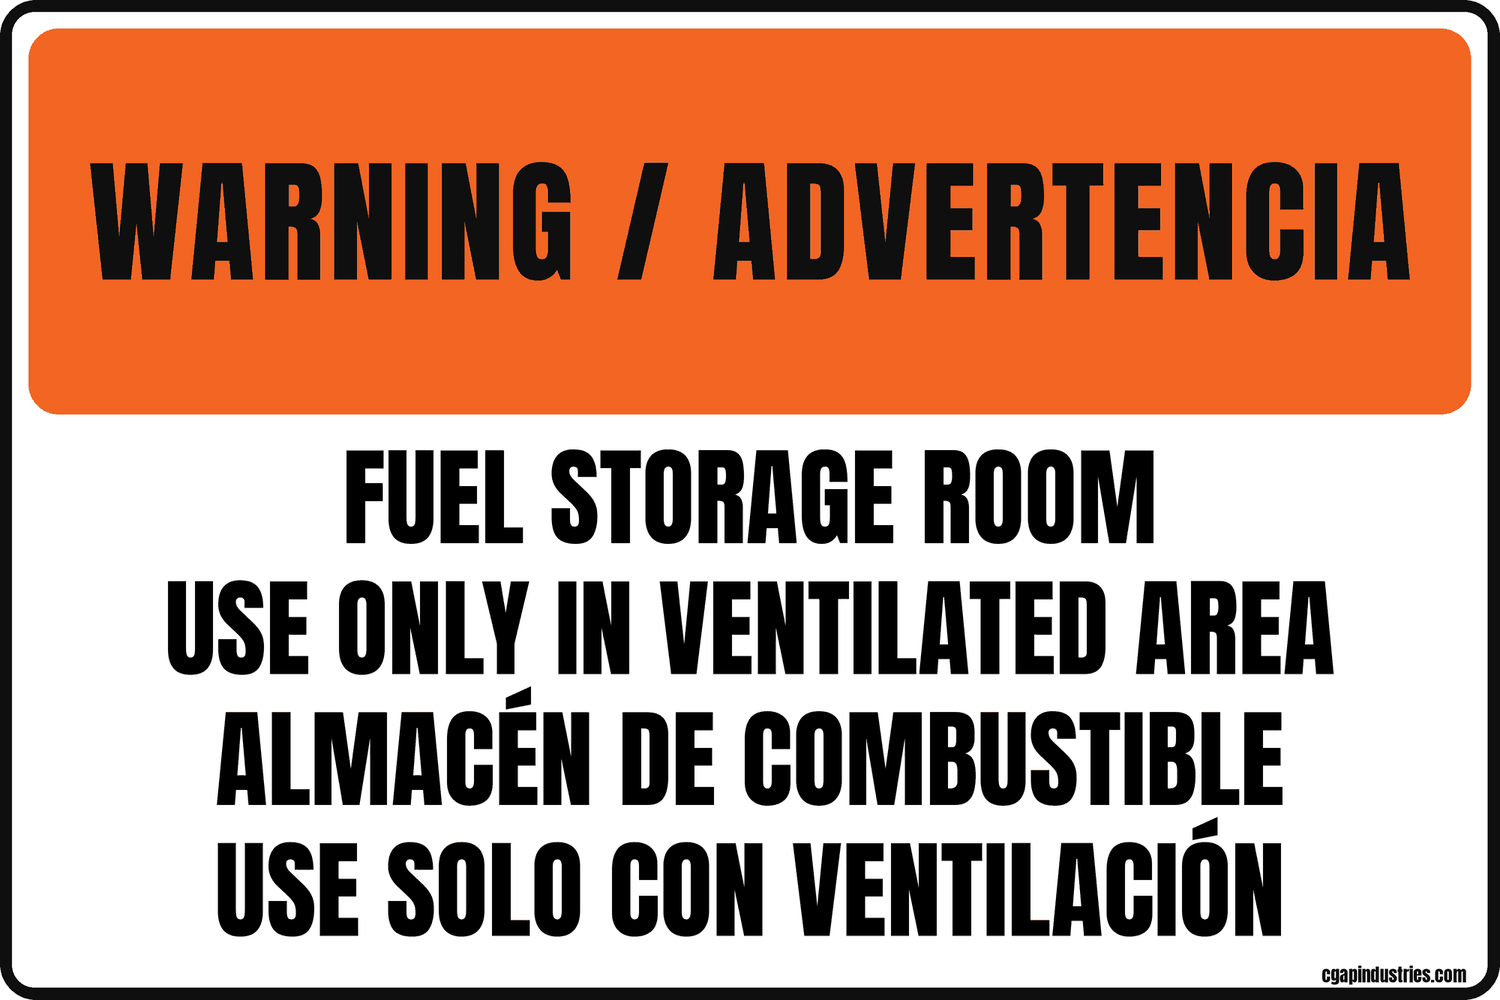 WARNING / ADVERTENCIA
FUEL STORAGE ROOM
USE ONLY IN VENTILATED AREA
ALMACÉN DE COMBUSTIBLE
USE SOLO CON VENTILACIÓN
cgapindustries.com